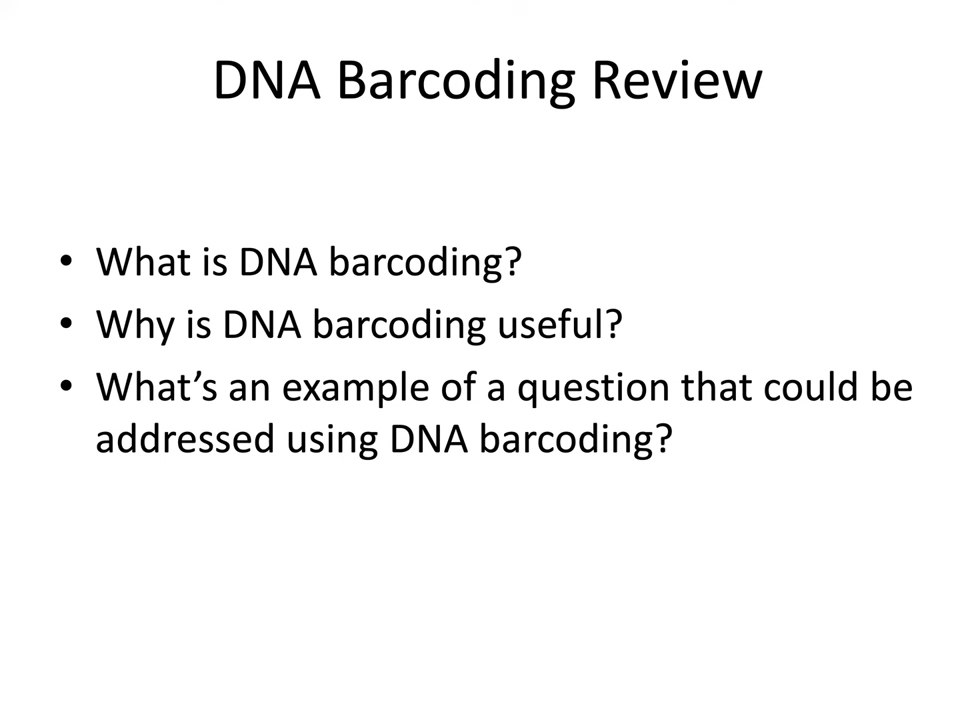 DNA Barcoding Review
• What is DNA barcoding?
• Why is DNA barcoding useful?
• What’s an example of a question that could be
addressed using DNA barcoding?